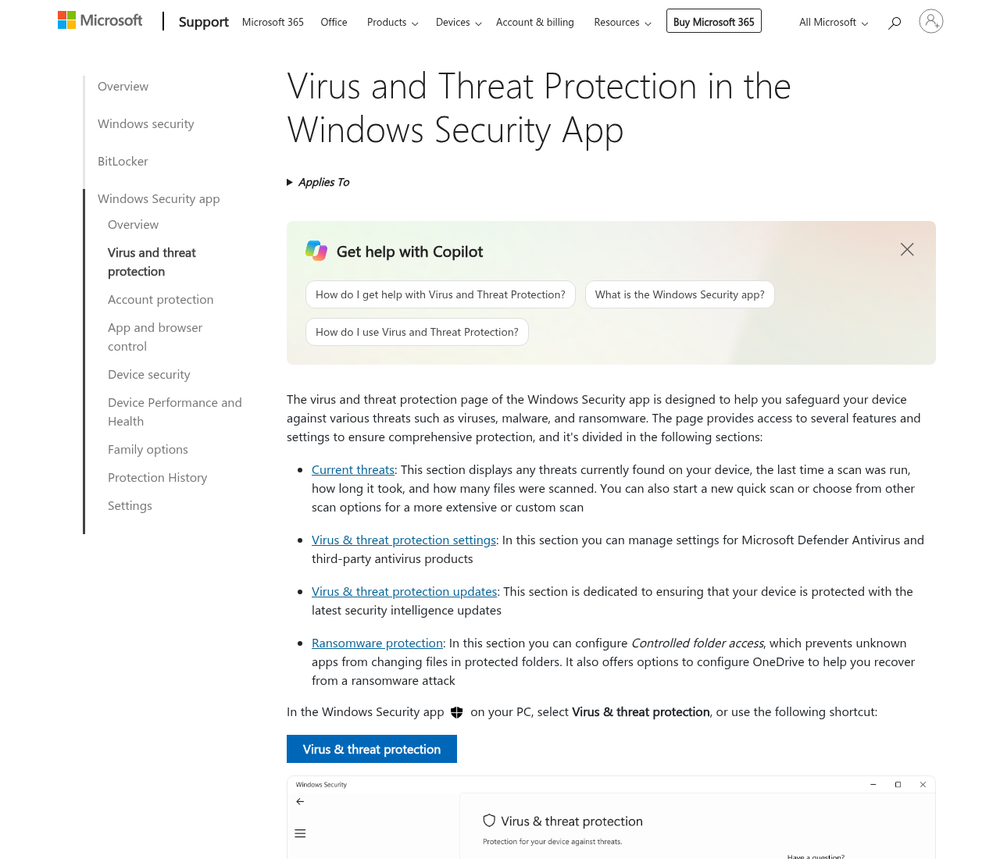 Microsoft
Support
Microsoft 365
Office
Products
Devices
Account & billing
Resources
Buy Microsoft 365
All Microsoft
Overview
Windows security
BitLocker
Windows Security app
Overview
Virus and threat
protection
Account protection
App and browser
control
Device security
Device Performance and
Health
Family options
Protection History
Settings
Virus and Threat Protection in the
Windows Security App
Applies To
Get help with Copilot
How do I get help with Virus and Threat Protection?
What is the Windows Security app?
How do I use Virus and Threat Protection?
The virus and threat protection page of the Windows Security app is designed to help you safeguard your device
against various threats such as viruses, malware, and ransomware. The page provides access to several features and
settings to ensure comprehensive protection, and it's divided in the following sections:
Current threats: This section displays any threats currently found on your device, the last time a scan was run,
how long it took, and how many files were scanned. You can also start a new quick scan or choose from other
scan options for a more extensive or custom scan
Virus & threat protection settings: In this section you can manage settings for Microsoft Defender Antivirus and
third-party antivirus products
Virus & threat protection updates: This section is dedicated to ensuring that your device is protected with the
latest security intelligence updates
Ransomware protection: In this section you can configure Controlled folder access, which prevents unknown
apps from changing files in protected folders. It also offers options to configure OneDrive to help you recover
from a ransomware attack
In the Windows Security app on your PC, select Virus & threat protection, or use the following shortcut:
Virus & threat protection
Windows Security
Virus & threat protection
Protection for your device against threats.
Have a question?